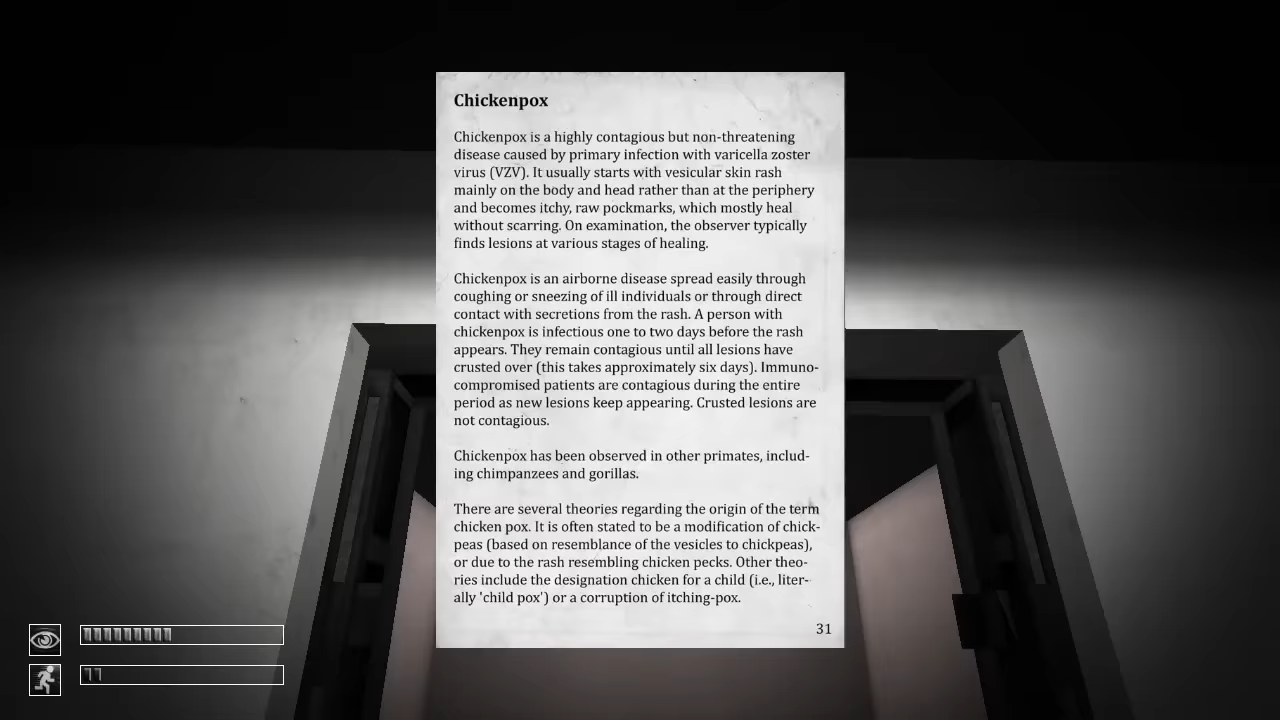 Chickenpox
Chickenpox is a highly contagious but non-threatening
disease caused by primary infection with varicella zoster
virus (VZV). It usually starts with vesicular skin rash
mainly on the body and head rather than at the periphery
and becomes itchy, raw pockmarks, which mostly heal
without scarring. On examination, the observer typically
finds lesions at various stages of healing.
Chickenpox is an airborne disease spread easily through
coughing or sneezing of ill individuals or through direct
contact with secretions from the rash. A person with
chickenpox is infectious one to two days before the rash
appears. They remain contagious until all lesions have
crusted over (this takes approximately six days). Immuno-
compromised patients are contagious during the entire
period as new lesions keep appearing. Crusted lesions are
not contagious.
Chickenpox has been observed in other primates, includ-
ing chimpanzees and gorillas.
There are several theories regarding the origin of the term
chicken pox. It is often stated to be a modification of chick-
peas (based on resemblance of the vesicles to chickpeas),
or due to the rash resembling chicken pecks. Other theo-
ries include the designation chicken for a child (i.e., liter-
ally 'child pox') or a corruption of itching-pox.
31